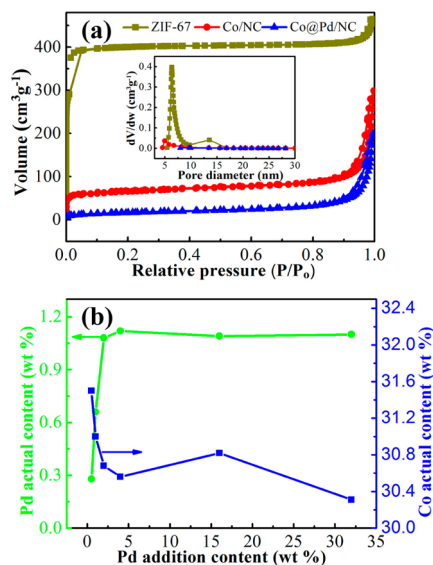 (a)
ZIF-67 Co/NC Co@Pd/NC
Volume (cm³g⁻¹)
400
300
200
100
0
0.0 0.2 0.4 0.6 0.8 1.0
Relative pressure (P/Po)
dV/dw (cm³g⁻¹)
0.4
0.3
0.2
0.1
0.0
5 10 15 20 25 30
Pore diameter (nm)
(b)
Pd actual content (wt %)
1.2
0.9
0.6
0.3
0.0
0 5 10 15 20 25 30 35
Pd addition content (wt %)
32.4
32.0
31.6
31.2
30.8
30.4
30.0
Co actual content (wt %)